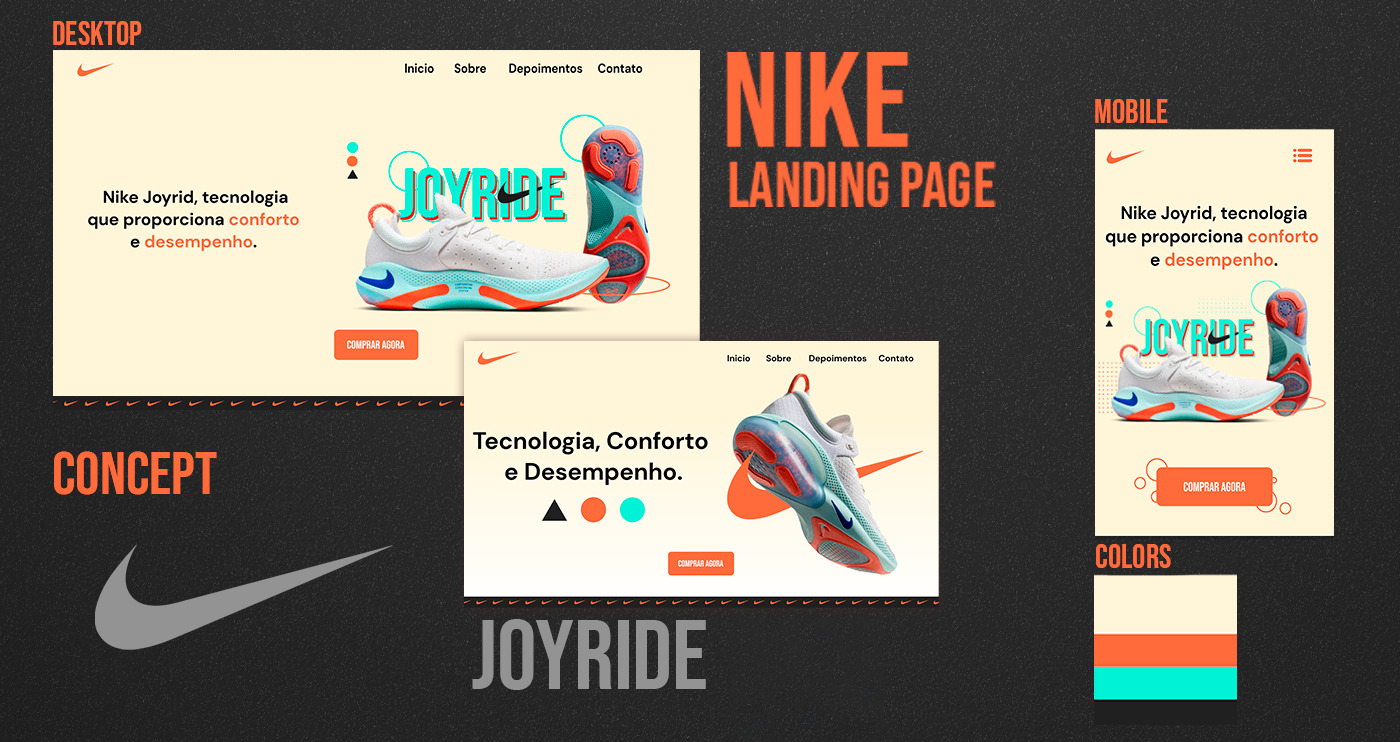 DESKTOP
Inicio Sobre Depoimentos Contato
JOYRIDE
Nike Joyrid, tecnologia
que proporciona conforto
e desempenho.
COMPRAR AGORA
NIKE
LANDING PAGE
Inicio Sobre Depoimentos Contato
Tecnologia, Conforto
e Desempenho.
COMPRAR AGORA
CONCEPT
JOYRIDE
MOBILE
Nike Joyrid, tecnologia
que proporciona conforto
e desempenho.
JOYRIDE
COMPRAR AGORA
COLORS